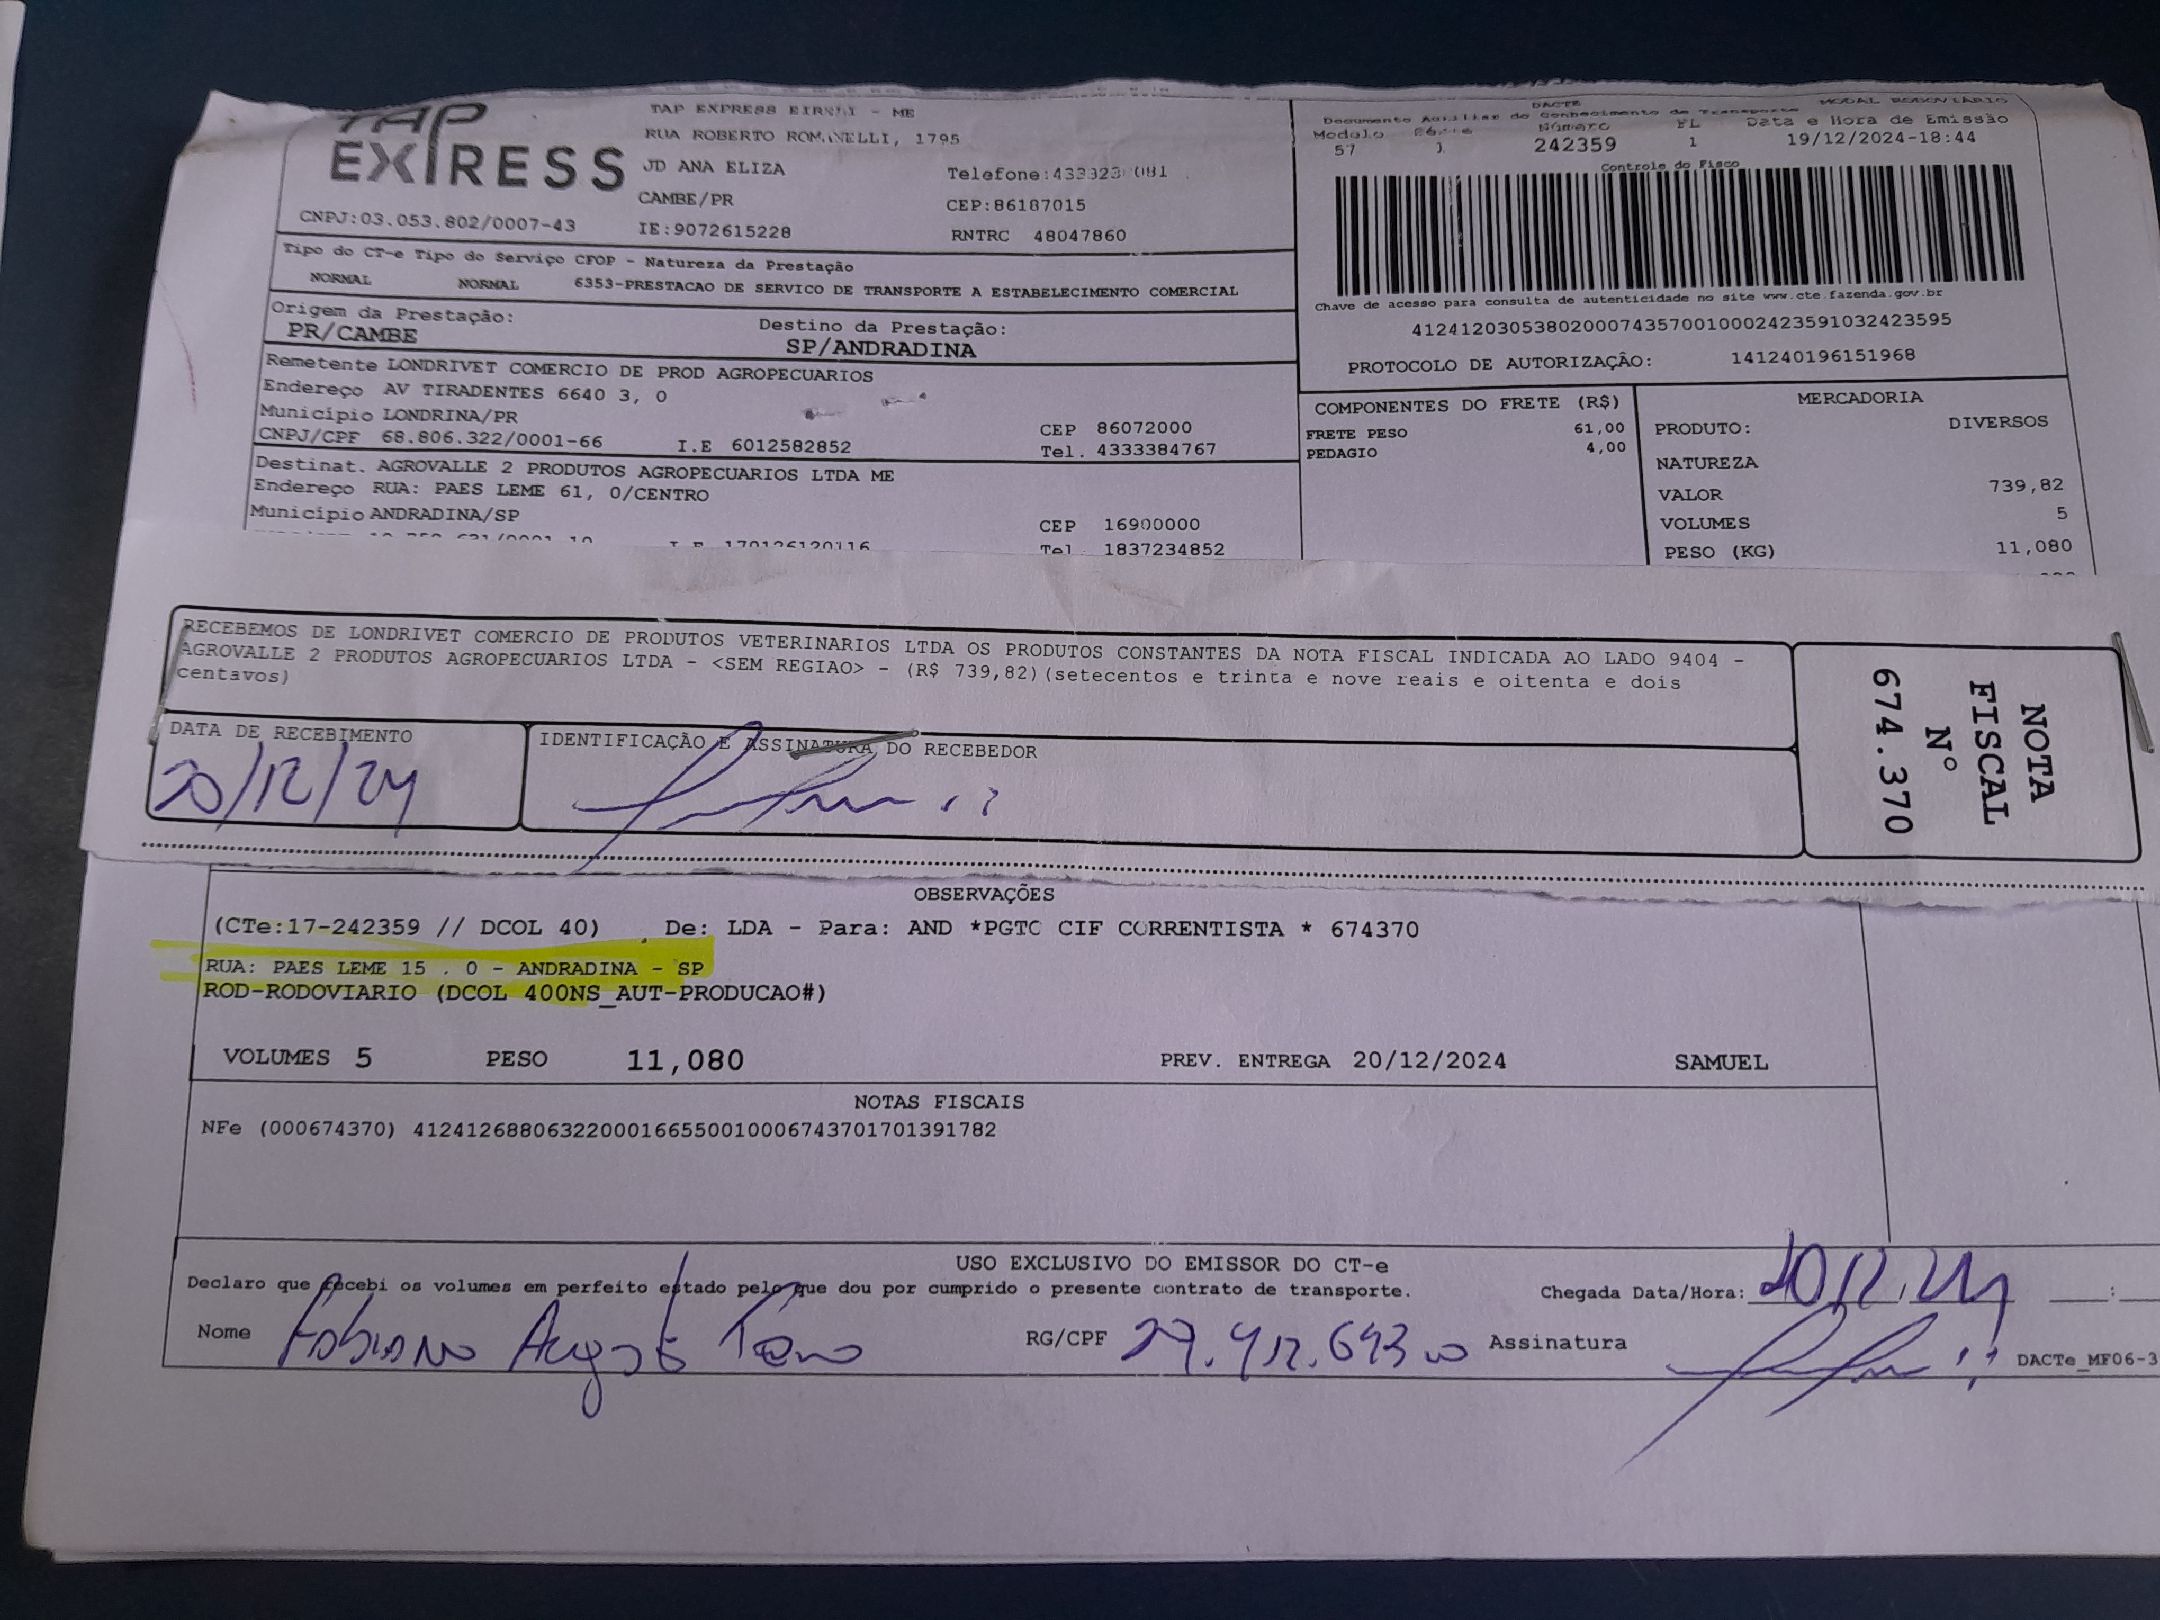 TAP
EXPRESS
TAP EXPRESS EIRELI - ME
RUA ROBERTO ROMANELLI, 1795
JD ANA ELIZA
CAMBE/PR
IE:9072615228
CEP:86187015
RNTRC 48047860
CNPJ:03.053.802/0007-43
DACTE
Documento Auxiliar do Conhecimento de Transporte MODAL RODOVIÁRIO
Modelo Série Número FL Data e Hora de Emissão
57 1 242359 1 19/12/2024-18:44
Controle do Fisco
Chave de acesso para consulta de autenticidade no site www.cte.fazenda.gov.br
41241203053802000743570010002423591032423595
PROTOCOLO DE AUTORIZAÇÃO: 141240196151968
Tipo do CT-e Tipo do Serviço CFOP - Natureza da Prestação
NORMAL NORMAL 6353-PRESTACAO DE SERVICO DE TRANSPORTE A ESTABELECIMENTO COMERCIAL
Origem da Prestação: Destino da Prestação:
PR/CAMBE SP/ANDRADINA
Remetente LONDRIVET COMERCIO DE PROD AGROPECUARIOS
Endereço AV TIRADENTES 6640 3, 0
Município LONDRINA/PR CEP 86072000
CNPJ/CPF 68.806.322/0001-66 I.E 6012582852 Tel. 4333384767
Destinat. AGROVALLE 2 PRODUTOS AGROPECUARIOS LTDA ME
Endereço RUA: PAES LEME 61, 0/CENTRO
Município ANDRADINA/SP CEP 16900000
I.E 170126120116 Tel. 1837234852
COMPONENTES DO FRETE (R$)
FRETE PESO 61,00
PEDAGIO 4,00
MERCADORIA
PRODUTO: DIVERSOS
NATUREZA
VALOR 739,82
VOLUMES 5
PESO (KG) 11,080
RECEBEMOS DE LONDRIVET COMERCIO DE PRODUTOS VETERINARIOS LTDA OS PRODUTOS CONSTANTES DA NOTA FISCAL INDICADA AO LADO 9404 -
AGROVALLE 2 PRODUTOS AGROPECUARIOS LTDA - <SEM REGIAO> - (R$ 739,82)(setecentos e trinta e nove reais e oitenta e dois
centavos)
DATA DE RECEBIMENTO IDENTIFICAÇÃO E ASSINATURA DO RECEBEDOR
20/12/24
NOTA
FISCAL
Nº
674.370
OBSERVAÇÕES
(CTe:17-242359 // DCOL 40) De: LDA - Para: AND *PGTO CIF CORRENTISTA * 674370
RUA: PAES LEME 15 . 0 - ANDRADINA - SP
ROD-RODOVIARIO (DCOL 400NS_AUT-PRODUCAO#)
VOLUMES 5 PESO 11,080 PREV. ENTREGA 20/12/2024 SAMUEL
NOTAS FISCAIS
NFe (000674370) 41241268806322000166550010006743701701391782
USO EXCLUSIVO DO EMISSOR DO CT-e
Declaro que recebi os volumes em perfeito estado pelo que dou por cumprido o presente contrato de transporte. Chegada Data/Hora: 20/12/24 :
Nome Fabiano Augusto RG/CPF Assinatura
DACTe_MF06-3